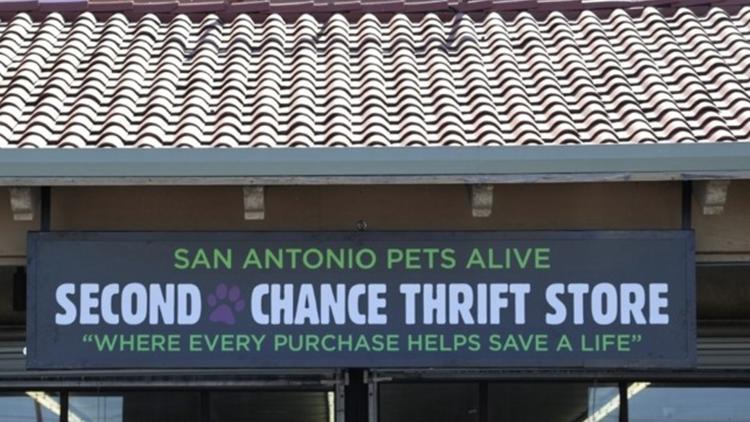 SAN ANTONIO PETS ALIVE
SECOND CHANCE THRIFT STORE
“WHERE EVERY PURCHASE HELPS SAVE A LIFE”